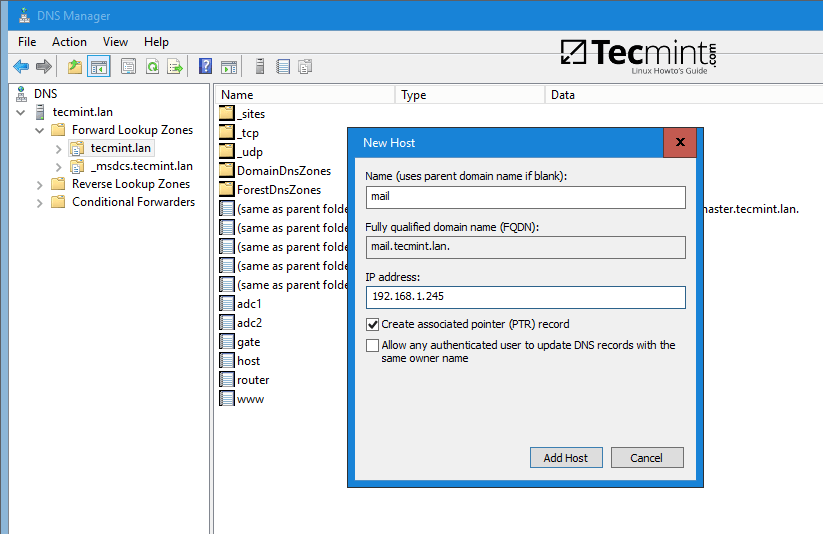 DNS Manager
File Action View Help
Tecmint.com
Linux Howto's Guide
DNS
tecmint.lan
Forward Lookup Zones
tecmint.lan
_msdcs.tecmint.lan
Reverse Lookup Zones
Conditional Forwarders
Name Type Data
_sites
_tcp
_udp
DomainDnsZones
ForestDnsZones
(same as parent folde
master.tecmint.lan.
(same as parent folde
(same as parent folde
(same as parent folde
(same as parent folde
adc1
adc2
gate
host
router
www
New Host
x
Name (uses parent domain name if blank):
mail
Fully qualified domain name (FQDN):
mail.tecmint.lan.
IP address:
192.168.1.245
Create associated pointer (PTR) record
Allow any authenticated user to update DNS records with the
same owner name
Add Host Cancel